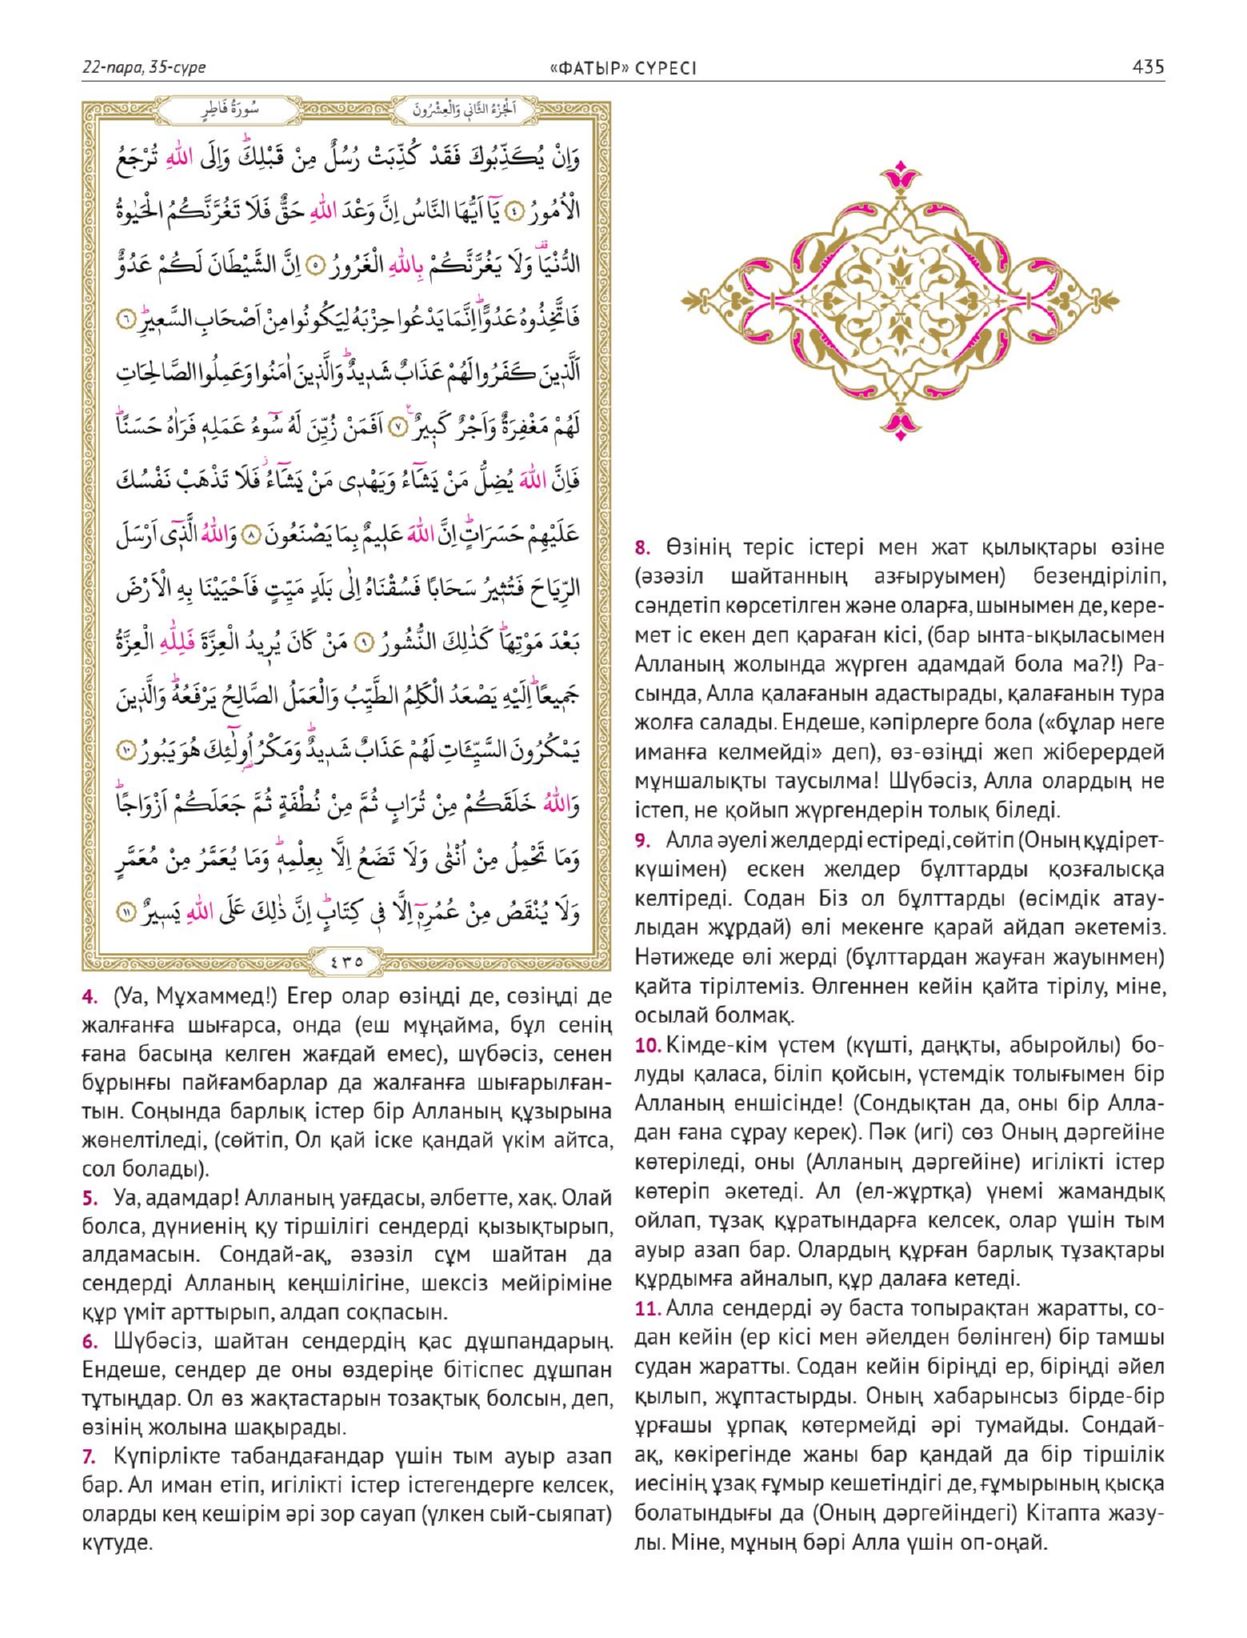 22-пара, 35-сүре
«ФАТЫР» СҮРЕСІ
435
سُورَةُ فَاطِرٍ
اَلْجُزْءُ الثَّانِي وَالْعِشْرُونَ
وَاِنْ يُكَذِّبُوكَ فَقَدْ كُذِّبَتْ رُسُلٌ مِنْ قَبْلِكَۜ وَاِلَى اللّٰهِ تُرْجَعُ
الْاُمُورُ ﴿٤﴾ يَٓا اَيُّهَا النَّاسُ اِنَّ وَعْدَ اللّٰهِ حَقٌّ فَلَا تَغُرَّنَّكُمُ الْحَيٰوةُ
الدُّنْيَا۠ وَلَا يَغُرَّنَّكُمْ بِاللّٰهِ الْغَرُورُ ﴿٥﴾ اِنَّ الشَّيْطَانَ لَكُمْ عَدُوٌّ
فَاتَّخِذُوهُ عَدُوًّاۜ اِنَّمَا يَدْعُوا حِزْبَهُ لِيَكُونُوا مِنْ اَصْحَابِ السَّعٖيرِۜ ﴿٦﴾
اَلَّذٖينَ كَفَرُوا لَهُمْ عَذَابٌ شَدٖيدٌۜ وَالَّذٖينَ اٰمَنُوا وَعَمِلُوا الصَّالِحَاتِ
لَهُمْ مَغْفِرَةٌ وَاَجْرٌ كَبٖيرٌ۟ ﴿٧﴾ اَفَمَنْ زُيِّنَ لَهُ سُٓوءُ عَمَلِهٖ فَرَاٰهُ حَسَنًاۜ
فَاِنَّ اللّٰهَ يُضِلُّ مَنْ يَشَٓاءُ وَيَهْدٖي مَنْ يَشَٓاءُۘ فَلَا تَذْهَبْ نَفْسُكَ
عَلَيْهِمْ حَسَرَاتٍۜ اِنَّ اللّٰهَ عَلٖيمٌ بِمَا يَصْنَعُونَ ﴿٨﴾ وَاللّٰهُ الَّذٖٓي اَرْسَلَ
الرِّيَاحَ فَتُثٖيرُ سَحَابًا فَسُقْنَاهُ اِلٰى بَلَدٍ مَيِّتٍ فَاَحْيَيْنَا بِهِ الْاَرْضَ
بَعْدَ مَوْتِهَاۜ كَذٰلِكَ النُّشُورُ ﴿٩﴾ مَنْ كَانَ يُرٖيدُ الْعِزَّةَ فَلِلّٰهِ الْعِزَّةُ
جَمٖيعًاۜ اِلَيْهِ يَصْعَدُ الْكَلِمُ الطَّيِّبُ وَالْعَمَلُ الصَّالِحُ يَرْفَعُهُۜ وَالَّذٖينَ
يَمْكُرُونَ السَّيِّـَٔاتِ لَهُمْ عَذَابٌ شَدٖيدٌۜ وَمَكْرُ اُو۬لٰٓئِكَ هُوَ يَبُورُ ﴿١٠﴾
وَاللّٰهُ خَلَقَكُمْ مِنْ تُرَابٍ ثُمَّ مِنْ نُطْفَةٍ ثُمَّ جَعَلَكُمْ اَزْوَاجًاۜ
وَمَا تَحْمِلُ مِنْ اُنْثٰى وَلَا تَضَعُ اِلَّا بِعِلْمِهٖۜ وَمَا يُعَمَّرُ مِنْ مُعَمَّرٍ
وَلَا يُنْقَصُ مِنْ عُمُرِهٖٓ اِلَّا فٖي كِتَابٍۜ اِنَّ ذٰلِكَ عَلَى اللّٰهِ يَسٖيرٌ ﴿١١﴾
٤٣٥
4. (Уа, Мұхаммед!) Егер олар өзіңді де, сөзіңді де
жалғанға шығарса, онда (еш мұңайма, бұл сенің
ғана басыңа келген жағдай емес), шүбәсіз, сенен
бұрынғы пайғамбарлар да жалғанға шығарылған-
тын. Соңында барлық істер бір Алланың құзырына
жөнелтіледі, (сөйтіп, Ол қай іске қандай үкім айтса,
сол болады).
5. Уа, адамдар! Алланың уағдасы, әлбетте, хақ. Олай
болса, дүниенің қу тіршілігі сендерді қызықтырып,
алдамасын. Сондай-ақ, әзәзіл сұм шайтан да
сендерді Алланың кеңшілігіне, шексіз мейіріміне
құр үміт арттырып, алдап соқпасын.
6. Шүбәсіз, шайтан сендердің қас дұшпандарың.
Ендеше, сендер де оны өздеріңе бітіспес дұшпан
тұтыңдар. Ол өз жақтастарын тозақтық болсын, деп,
өзінің жолына шақырады.
7. Күпірлікте табандағандар үшін тым ауыр азап
бар. Ал иман етіп, игілікті істер істегендерге келсек,
оларды кең кешірім әрі зор сауап (үлкен сый-сыяпат)
күтуде.
8. Өзінің теріс істері мен жат қылықтары өзіне
(әзәзіл шайтанның азғыруымен) безендіріліп,
сәндетіп көрсетілген және оларға, шынымен де, кере-
мет іс екен деп қараған кісі, (бар ынта-ықыласымен
Алланың жолында жүрген адамдай бола ма?!) Ра-
сында, Алла қалағанын адастырады, қалағанын тура
жолға салады. Ендеше, кәпірлерге бола («бұлар неге
иманға келмейді» деп), өз-өзіңді жеп жіберердей
мұншалықты таусылма! Шүбәсіз, Алла олардың не
істеп, не қойып жүргендерін толық біледі.
9. Алла әуелі желдерді естіреді,сөйтіп (Оның құдірет-
күшімен) ескен желдер бұлттарды қозғалысқа
келтіреді. Содан Біз ол бұлттарды (өсімдік атау-
лыдан жұрдай) өлі мекенге қарай айдап әкетеміз.
Нәтижеде өлі жерді (бұлттардан жауған жауынмен)
қайта тірілтеміз. Өлгеннен кейін қайта тірілу, міне,
осылай болмақ.
10. Кімде-кім үстем (күшті, даңқты, абыройлы) бо-
луды қаласа, біліп қойсын, үстемдік толығымен бір
Алланың еншісінде! (Сондықтан да, оны бір Алла-
дан ғана сұрау керек). Пәк (игі) сөз Оның дәргейіне
көтеріледі, оны (Алланың дәргейіне) игілікті істер
көтеріп әкетеді. Ал (ел-жұртқа) үнемі жамандық
ойлап, тұзақ құратындарға келсек, олар үшін тым
ауыр азап бар. Олардың құрған барлық тұзақтары
құрдымға айналып, құр далаға кетеді.
11. Алла сендерді әу баста топырақтан жаратты, со-
дан кейін (ер кісі мен әйелден бөлінген) бір тамшы
судан жаратты. Содан кейін біріңді ер, біріңді әйел
қылып, жұптастырды. Оның хабарынсыз бірде-бір
ұрғашы ұрпақ көтермейді әрі тумайды. Сондай-
ақ, көкірегінде жаны бар қандай да бір тіршілік
иесінің ұзақ ғұмыр кешетіндігі де, ғұмырының қысқа
болатындығы да (Оның дәргейіндегі) Кітапта жазу-
лы. Міне, мұның бәрі Алла үшін оп-оңай.